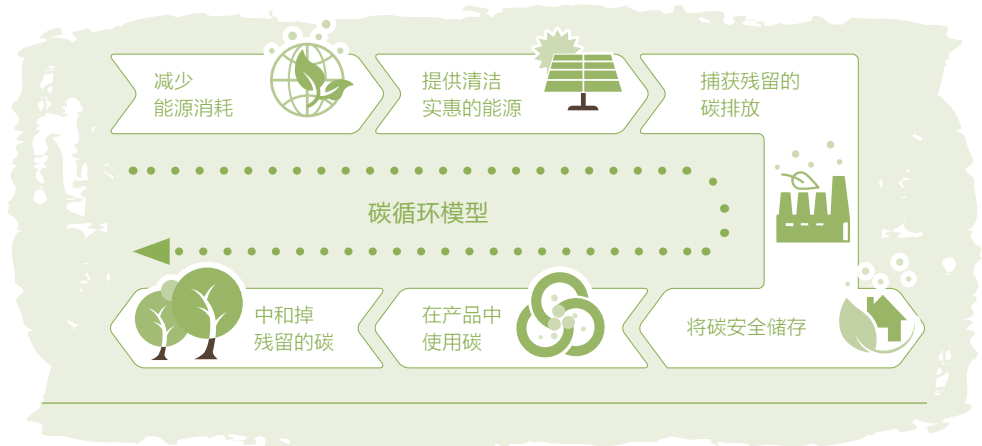 减少
能源消耗
提供清洁
实惠的能源
捕获残留的
碳排放
碳循环模型
中和掉
残留的碳
在产品中
使用碳
将碳安全储存